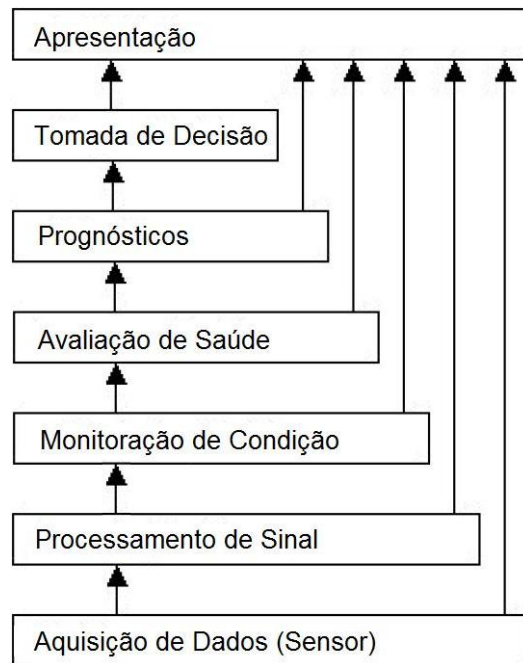 Apresentação
Tomada de Decisão
Prognósticos
Avaliação de Saúde
Monitoração de Condição
Processamento de Sinal
Aquisição de Dados (Sensor)